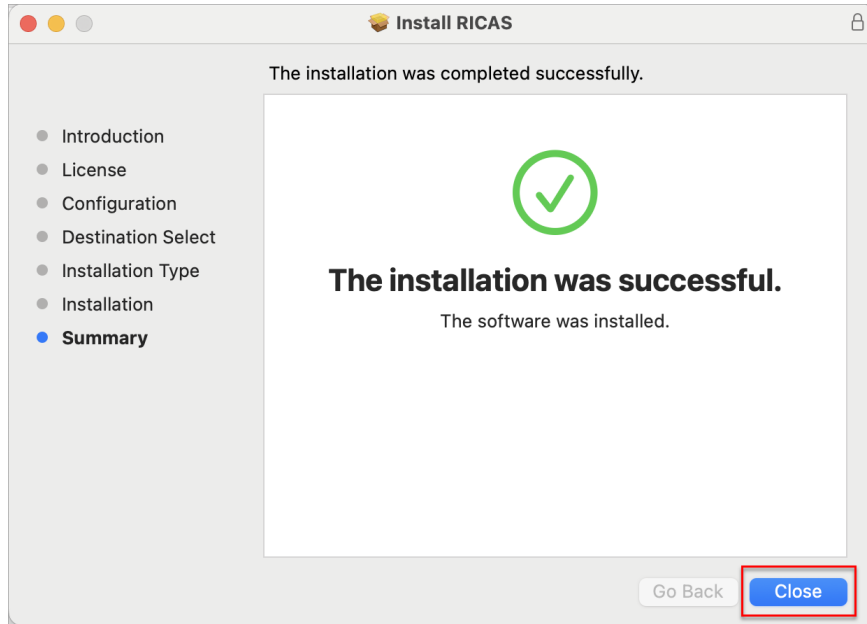 Install RICAS
The installation was completed successfully.
Introduction
License
Configuration
Destination Select
Installation Type
Installation
Summary
The installation was successful.
The software was installed.
Go Back
Close